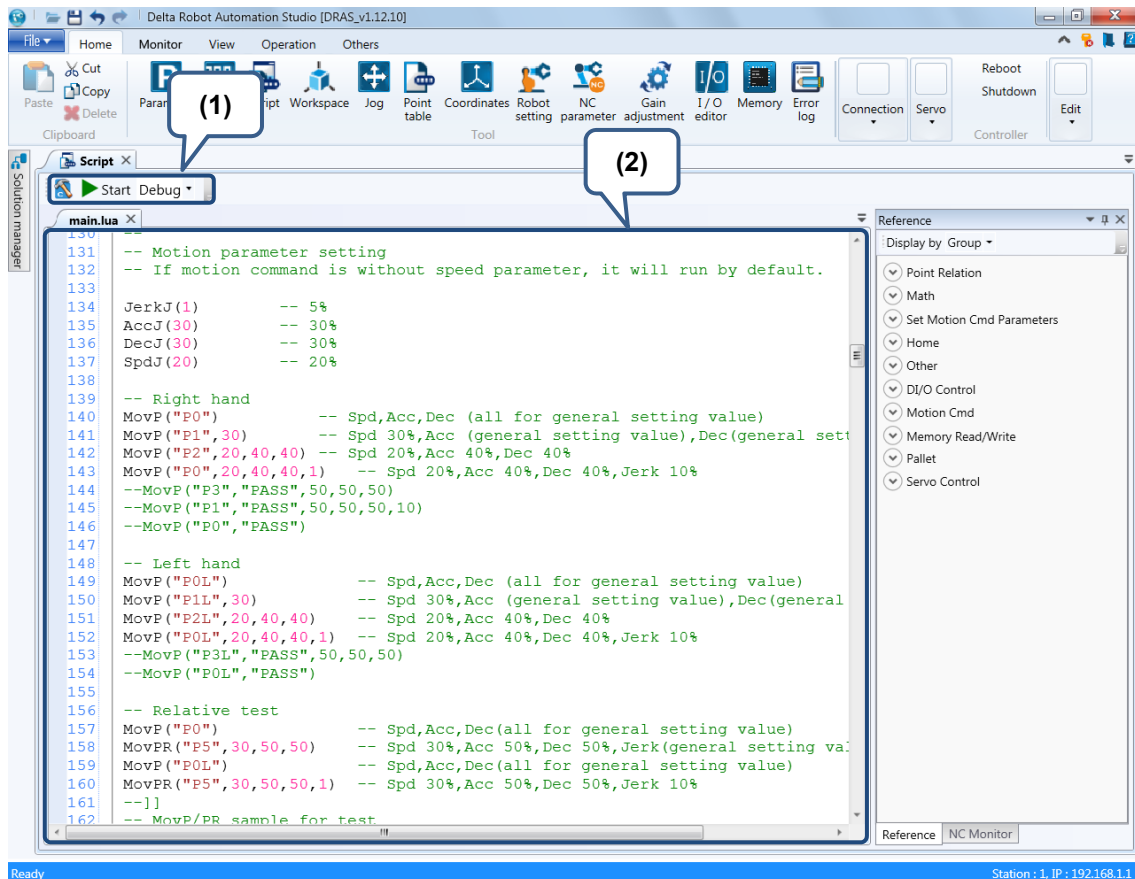 Delta Robot Automation Studio [DRAS_v1.12.10]
File Home Monitor View Operation Others
Paste Cut Copy Delete
Clipboard
Workspace Jog Point table Coordinates Robot setting NC parameter Gain adjustment I/O editor Memory Error log
Tool
Connection Servo
Reboot
Shutdown
Controller
Edit
(1)
(2)
Solution manager
Script
Start Debug
main.lua
130 --
131 -- Motion parameter setting
132 -- If motion command is without speed parameter, it will run by default.
133
134 JerkJ(1) -- 5%
135 AccJ(30) -- 30%
136 DecJ(30) -- 30%
137 SpdJ(20) -- 20%
138
139 -- Right hand
140 MovP("P0") -- Spd,Acc,Dec (all for general setting value)
141 MovP("P1",30) -- Spd 30%,Acc (general setting value),Dec(general sett
142 MovP("P2",20,40,40) -- Spd 20%,Acc 40%,Dec 40%
143 MovP("P0",20,40,40,1) -- Spd 20%,Acc 40%,Dec 40%,Jerk 10%
144 --MovP("P3","PASS",50,50,50)
145 --MovP("P1","PASS",50,50,50,10)
146 --MovP("P0","PASS")
147
148 -- Left hand
149 MovP("P0L") -- Spd,Acc,Dec (all for general setting value)
150 MovP("P1L",30) -- Spd 30%,Acc (general setting value),Dec(general
151 MovP("P2L",20,40,40) -- Spd 20%,Acc 40%,Dec 40%
152 MovP("P0L",20,40,40,1) -- Spd 20%,Acc 40%,Dec 40%,Jerk 10%
153 --MovP("P3L","PASS",50,50,50)
154 --MovP("P0L","PASS")
155
156 -- Relative test
157 MovP("P0") -- Spd,Acc,Dec(all for general setting value)
158 MovPR("P5",30,50,50) -- Spd 30%,Acc 50%,Dec 50%,Jerk(general setting val
159 MovP("P0L") -- Spd,Acc,Dec(all for general setting value)
160 MovPR("P5",30,50,50,1) -- Spd 30%,Acc 50%,Dec 50%,Jerk 10%
161 --]]
162 -- MovP/PR sample for test
Reference
Display by Group
Point Relation
Math
Set Motion Cmd Parameters
Home
Other
DI/O Control
Motion Cmd
Memory Read/Write
Pallet
Servo Control
Reference NC Monitor
Ready
Station : 1, IP : 192.168.1.1